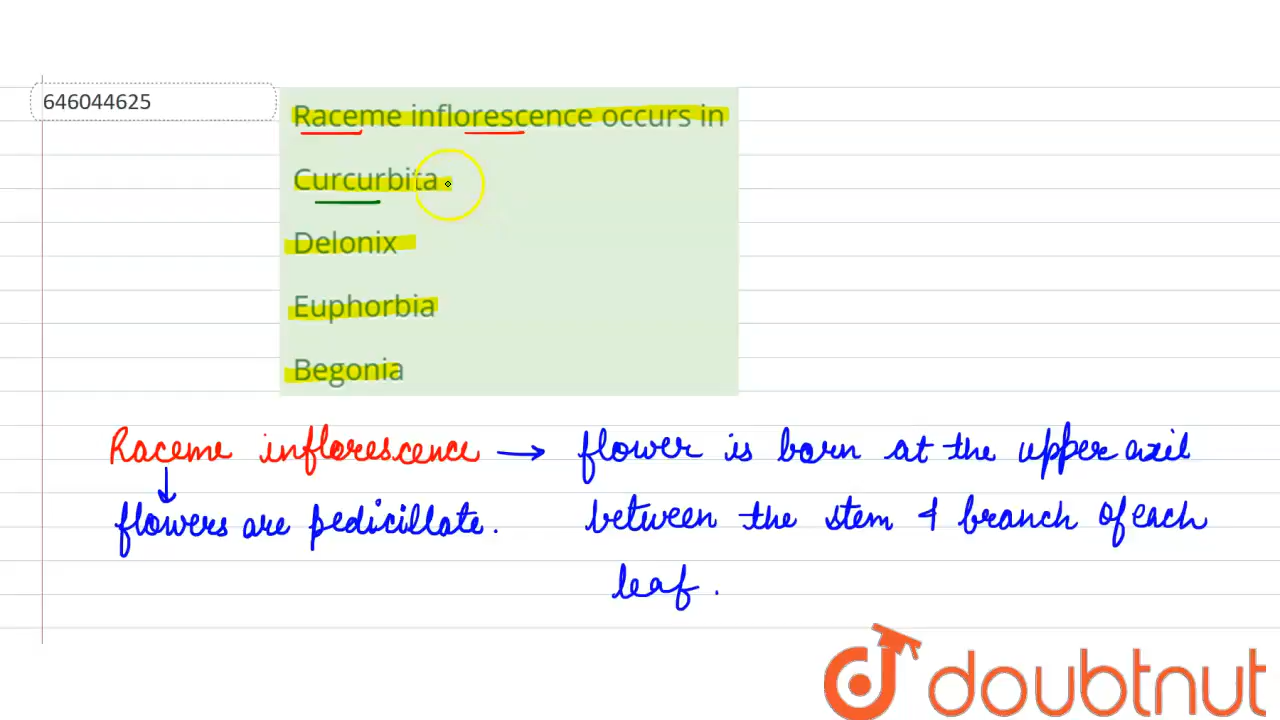 646044625
Raceme inflorescence occurs in
Curcurbita
Delonix
Euphorbia
Begonia
Raceme inflorescence → flower is born at the upper axil
flowers are pedicillate. between the stem & branch of each
leaf.
doubtnut